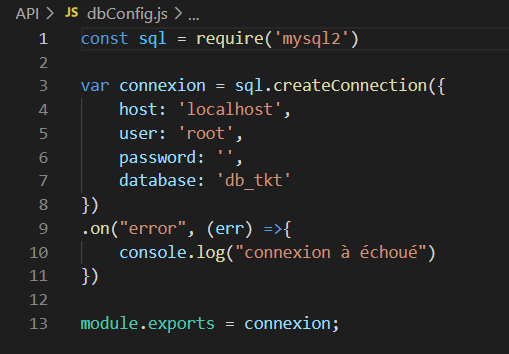 API > JS dbConfig.js > ...
1 const sql = require('mysql2')
2
3 var connexion = sql.createConnection({
4     host: 'localhost',
5     user: 'root',
6     password: '',
7     database: 'db_tkt'
8 })
9 .on("error", (err) =>{
10     console.log("connexion à échoué")
11 })
12
13 module.exports = connexion;